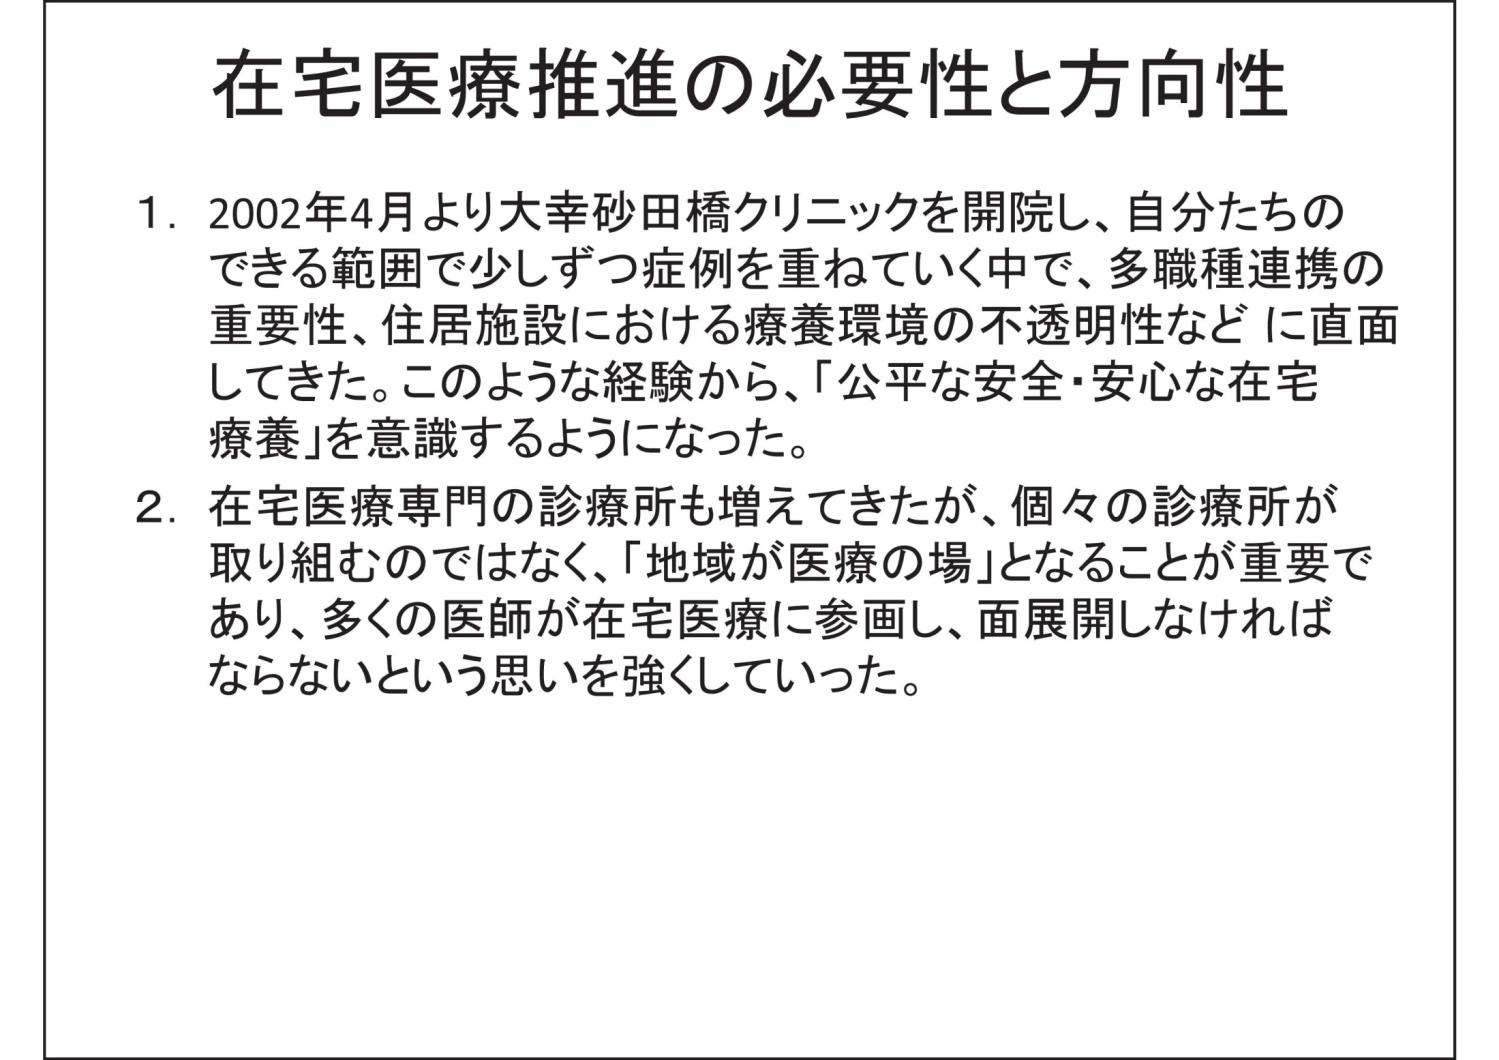 在宅医療推進の必要性と方向性
１． 2002年4月より大幸砂田橋クリニックを開院し、自分たちの
できる範囲で少しずつ症例を重ねていく中で、多職種連携の
重要性、住居施設における療養環境の不透明性など に直面
してきた。このような経験から、「公平な安全・安心な在宅
療養」を意識するようになった。
２． 在宅医療専門の診療所も増えてきたが、個々の診療所が
取り組むのではなく、「地域が医療の場」となることが重要で
あり、多くの医師が在宅医療に参画し、面展開しなければ
ならないという思いを強くしていった。